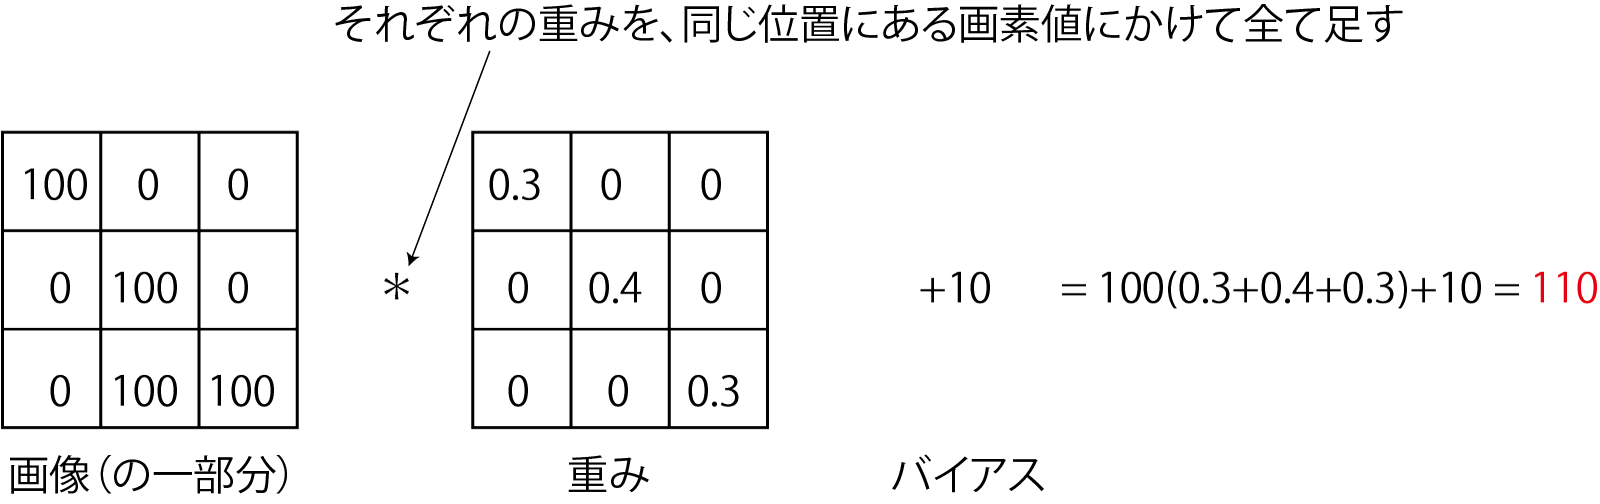 それぞれの重みを、同じ位置にある画素値にかけて全て足す
100 0 0 0.3 0 0
0 100 0 * 0 0.4 0 +10 = 100(0.3+0.4+0.3)+10 = 110
0 100 100 0 0 0.3
画像(の一部分) 重み バイアス